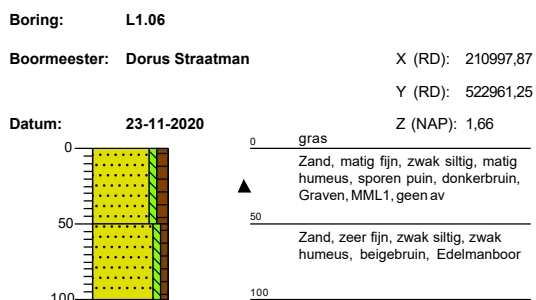 Boring: L1.06
Boormeester: Dorus Straatman
X (RD): 210997,87
Y (RD): 522961,25
Datum: 23-11-2020
Z (NAP): 1,66
0
0 gras
Zand, matig fijn, zwak siltig, matig
humeus, sporen puin, donkerbruin,
Graven, MML1, geen av
50
50
Zand, zeer fijn, zwak siltig, zwak
humeus, beigebruin, Edelmanboor
100
100